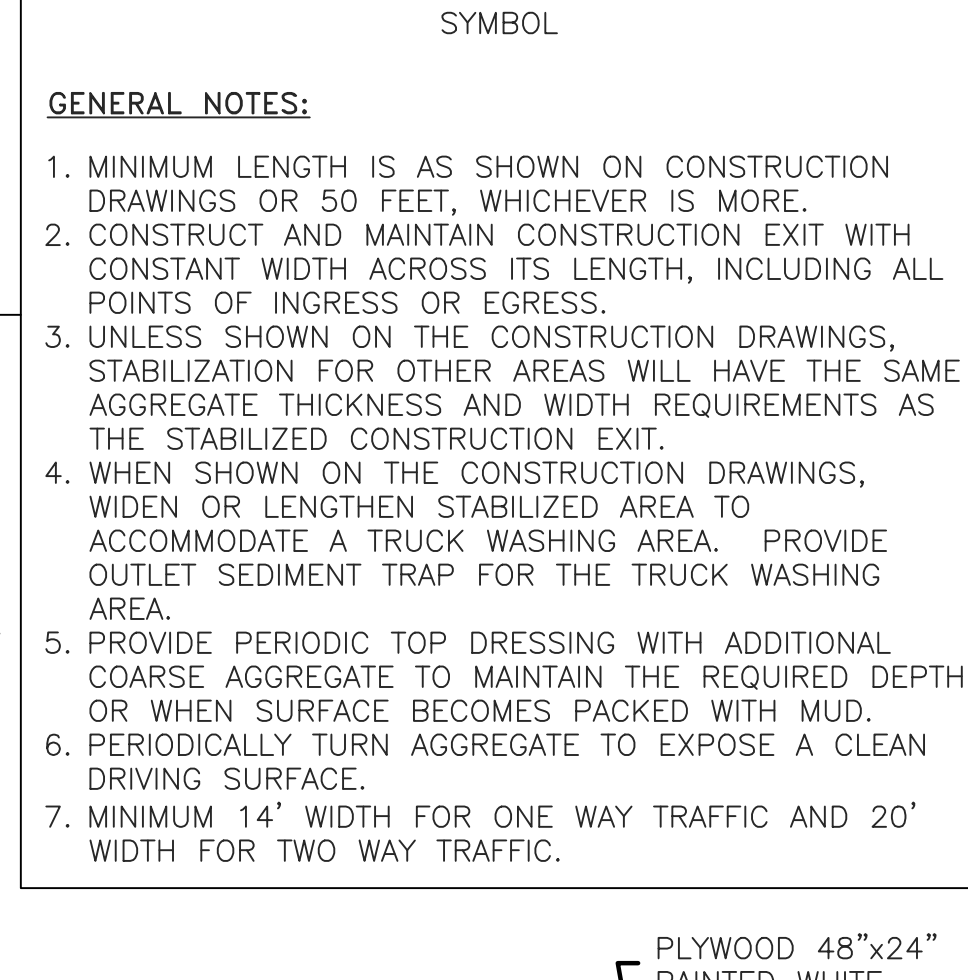 SYMBOL
GENERAL NOTES:
1. MINIMUM LENGTH IS AS SHOWN ON CONSTRUCTION
DRAWINGS OR 50 FEET, WHICHEVER IS MORE.
2. CONSTRUCT AND MAINTAIN CONSTRUCTION EXIT WITH
CONSTANT WIDTH ACROSS ITS LENGTH, INCLUDING ALL
POINTS OF INGRESS OR EGRESS.
3. UNLESS SHOWN ON THE CONSTRUCTION DRAWINGS,
STABILIZATION FOR OTHER AREAS WILL HAVE THE SAME
AGGREGATE THICKNESS AND WIDTH REQUIREMENTS AS
THE STABILIZED CONSTRUCTION EXIT.
4. WHEN SHOWN ON THE CONSTRUCTION DRAWINGS,
WIDEN OR LENGTHEN STABILIZED AREA TO
ACCOMMODATE A TRUCK WASHING AREA. PROVIDE
OUTLET SEDIMENT TRAP FOR THE TRUCK WASHING
AREA.
5. PROVIDE PERIODIC TOP DRESSING WITH ADDITIONAL
COARSE AGGREGATE TO MAINTAIN THE REQUIRED DEPTH
OR WHEN SURFACE BECOMES PACKED WITH MUD.
6. PERIODICALLY TURN AGGREGATE TO EXPOSE A CLEAN
DRIVING SURFACE.
7. MINIMUM 14' WIDTH FOR ONE WAY TRAFFIC AND 20'
WIDTH FOR TWO WAY TRAFFIC.
PLYWOOD 48"x24"
PAINTED WHITE